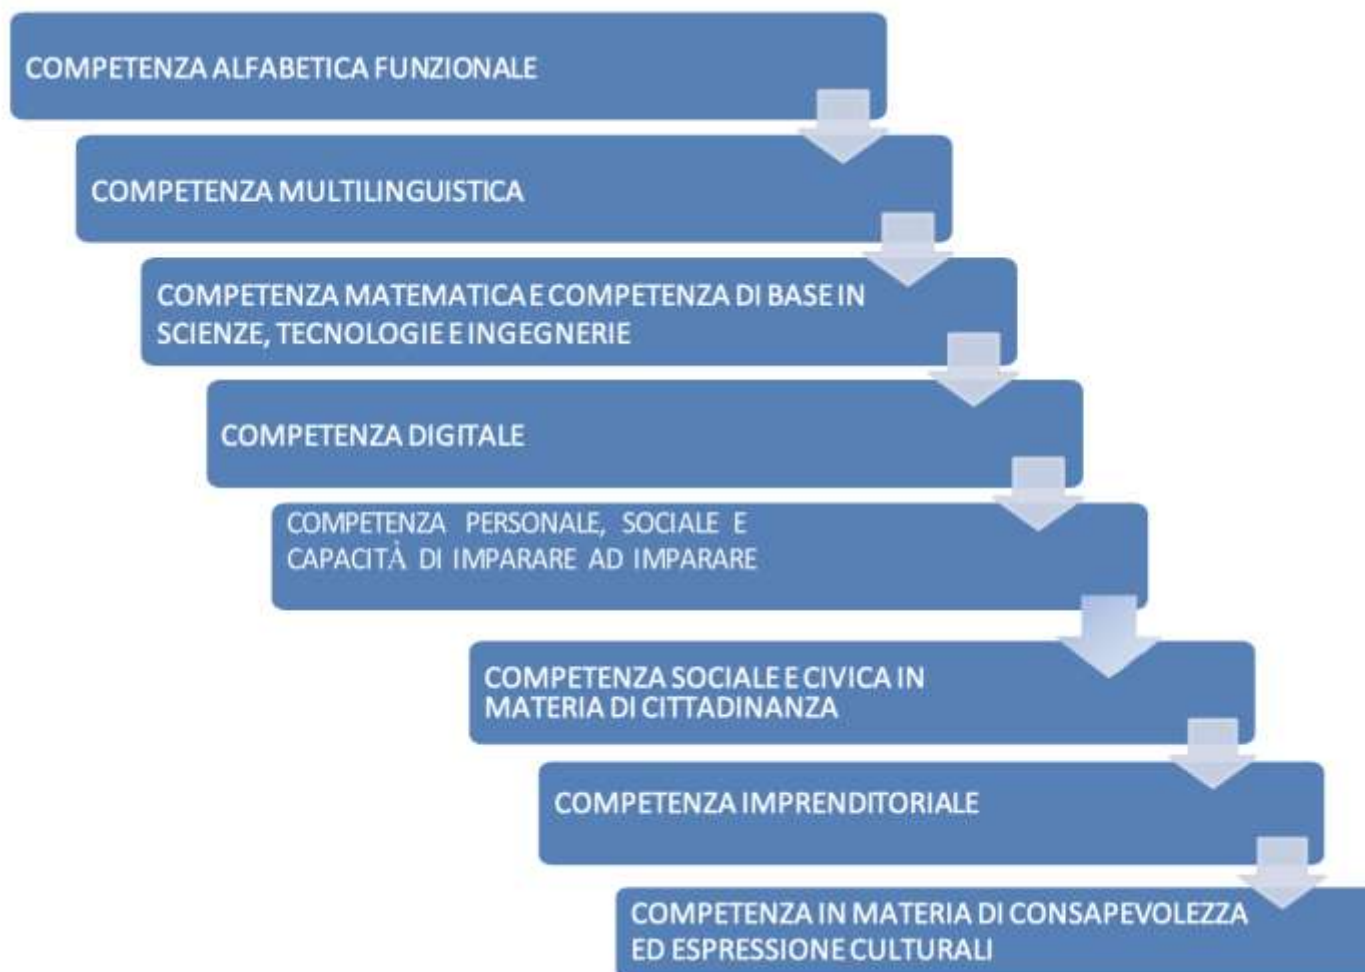 COMPETENZA ALFABETICA FUNZIONALE
COMPETENZA MULTILINGUISTICA
COMPETENZA MATEMATICA E COMPETENZA DI BASE IN
SCIENZE, TECNOLOGIE E INGEGNERIE
COMPETENZA DIGITALE
COMPETENZA PERSONALE, SOCIALE E
CAPACITÀ DI IMPARARE AD IMPARARE
COMPETENZA SOCIALE E CIVICA IN
MATERIA DI CITTADINANZA
COMPETENZA IMPRENDITORIALE
COMPETENZA IN MATERIA DI CONSAPEVOLEZZA
ED ESPRESSIONE CULTURALI